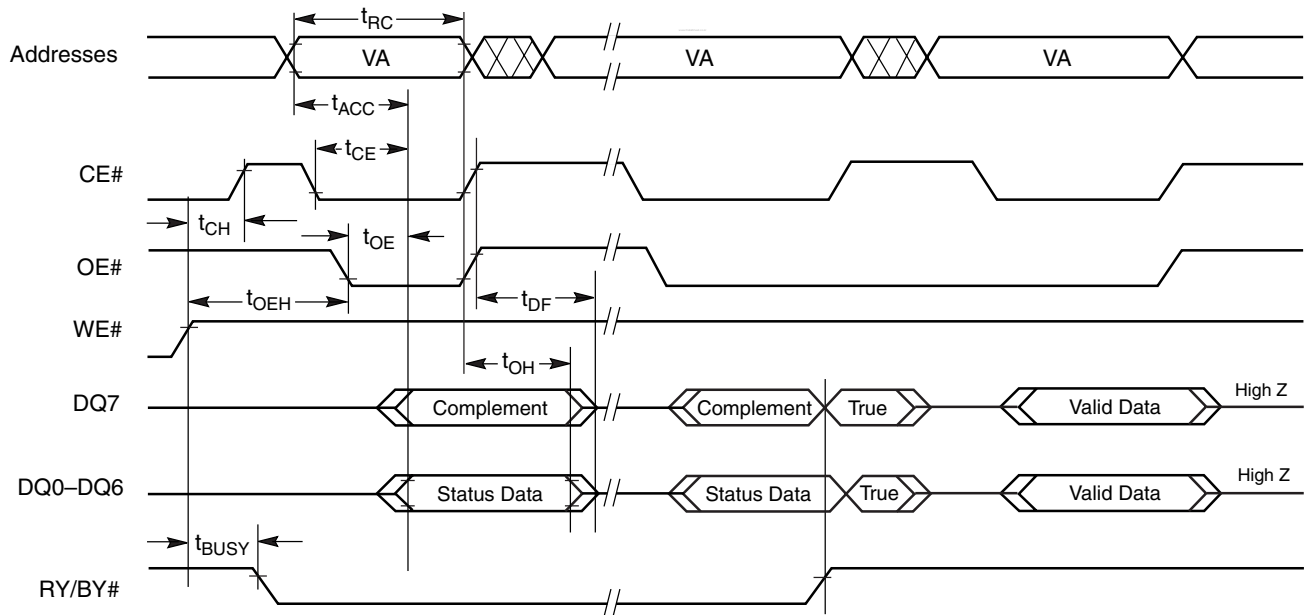 tRC
Addresses VA VA VA
tACC
tCE
CE#
tCH
tOE
OE#
tOEH tDF
WE#
tOH
DQ7 Complement Complement True Valid Data High Z
DQ0–DQ6 Status Data Status Data True Valid Data High Z
tBUSY
RY/BY#